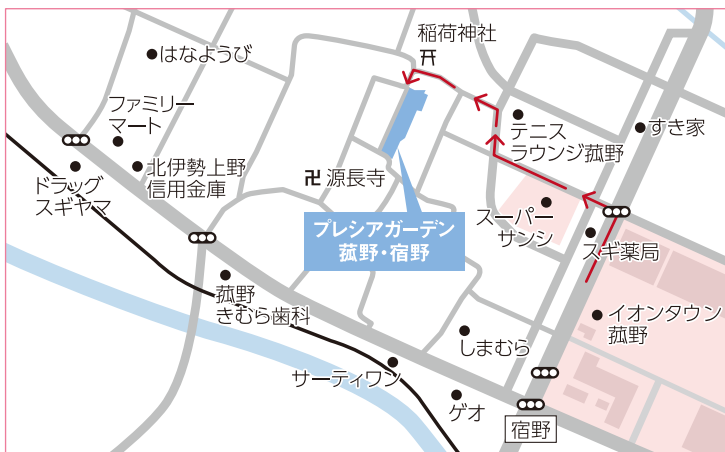 稲荷神社
はなようび
ファミリー
マート
テニス
ラウンジ菰野
すき家
北伊勢上野
信用金庫
ドラッグ
スギヤマ
卍 源長寺
スーパー
サンシ
プレシアガーデン
菰野・宿野
スギ薬局
菰野
きむら歯科
イオンタウン
菰野
しまむら
サーティワン
ゲオ
宿野